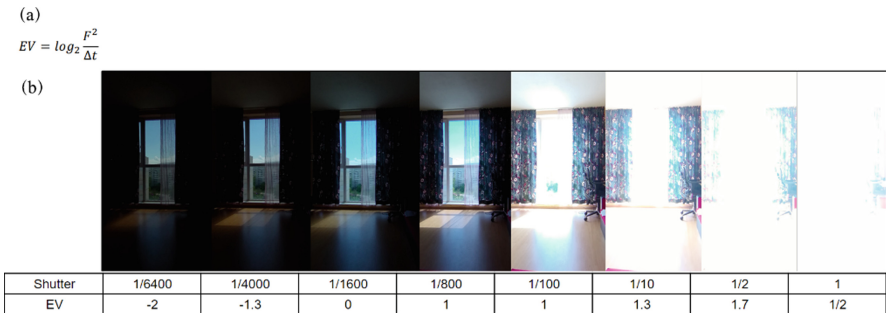 (a)
EV = log₂ F²/Δt
(b)
Shutter 1/6400 1/4000 1/1600 1/800 1/100 1/10 1/2 1
EV -2 -1.3 0 1 1 1.3 1.7 1/2